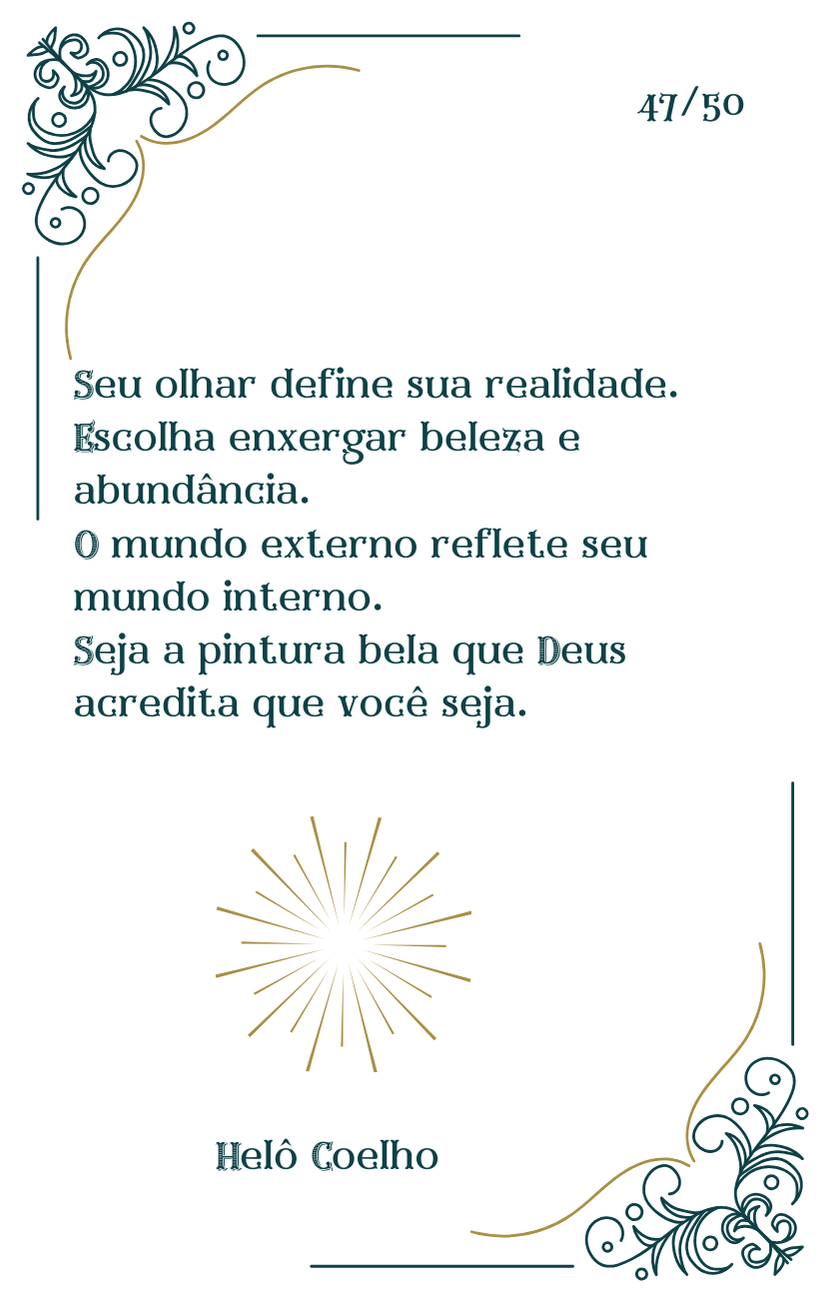 47/50
Seu olhar define sua realidade.
Escolha enxergar beleza e
abundância.
O mundo externo reflete seu
mundo interno.
Seja a pintura bela que Deus
acredita que você seja.
Helô Coelho